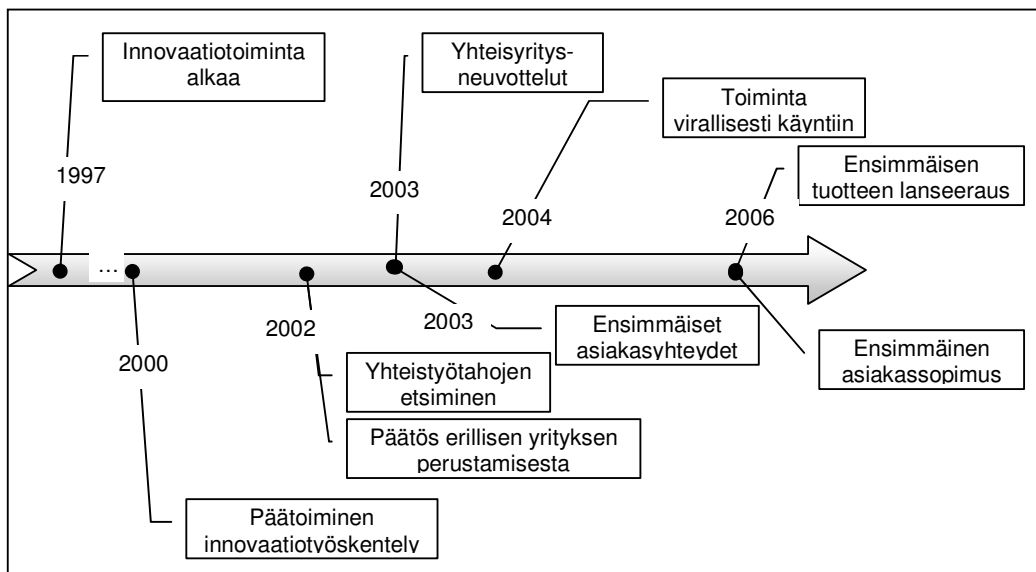 Innovaatiotoiminta
alkaa
Yhteisyritys-
neuvottelut
Toiminta
virallisesti käyntiin
Ensimmäisen
tuotteen lanseeraus
1997
2003
2004
2006
...
2002
2003
2000
Ensimmäiset
asiakasyhteydet
Ensimmäinen
asiakassopimus
Yhteistyötahojen
etsiminen
Päätös erillisen yrityksen
perustamisesta
Päätoiminen
innovaatiotyöskentely